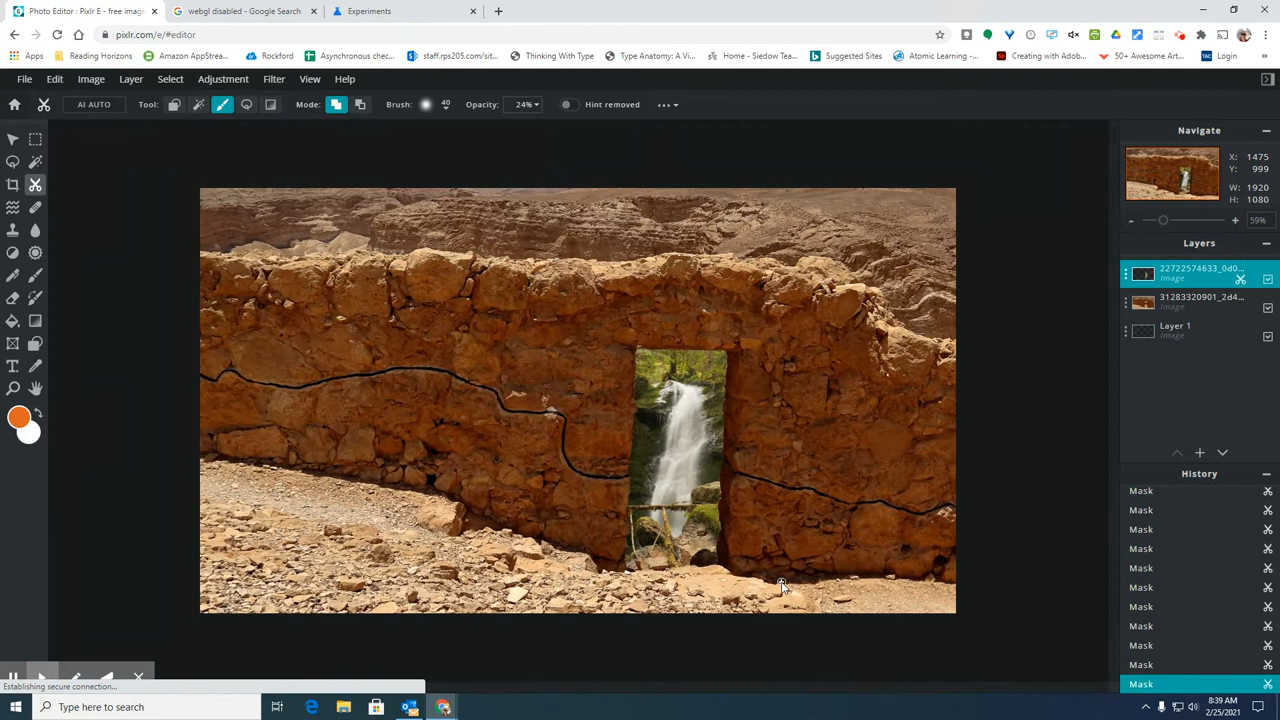 Photo Editor : Pixlr E - free imag
webgl disabled - Google Search
Experiments
pixlr.com/e/#editor
Apps
Reading Horizons
Amazon AppStrea...
Rockford
Asynchronous chec...
staff.rps205.com/sit...
Thinking With Type
Type Anatomy: A Vi...
Home - Siedow Tea...
Suggested Sites
Atomic Learning -...
Creating with Adob...
50+ Awesome Art...
Login
File Edit Image Layer Select Adjustment Filter View Help
AI AUTO Tool: Mode: Brush: 40 Opacity: 24% Hint removed
Navigate
X: 1475
Y: 999
W: 1920
H: 1080
59%
Layers
22722574633_0d0...
Image
31283320901_2d4...
Image
Layer 1
Image
History
Mask
Mask
Mask
Mask
Mask
Mask
Mask
Mask
Mask
Mask
Mask
Establishing secure connection...
Type here to search
8:39 AM
2/25/2021